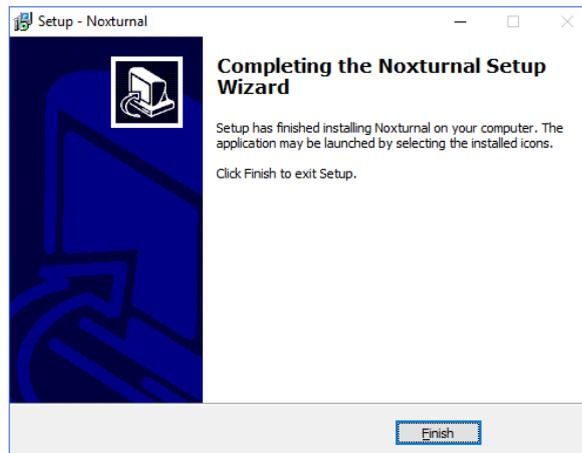 Setup - Noxturnal
Completing the Noxturnal Setup
Wizard
Setup has finished installing Noxturnal on your computer. The
application may be launched by selecting the installed icons.
Click Finish to exit Setup.
Finish